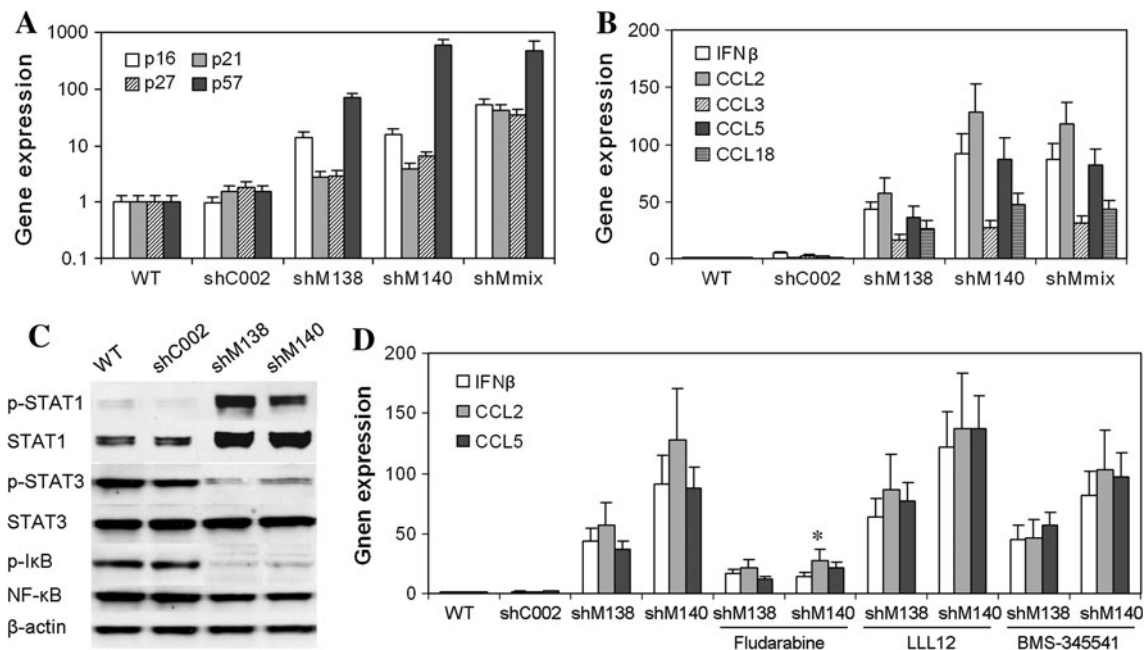 A
1000
100
10
1
0.1
Gene expression
p16 p21
p27 p57
WT shC002 shM138 shM140 shMmix
B
200
150
100
50
0
Gene expression
IFNβ
CCL2
CCL3
CCL5
CCL18
WT shC002 shM138 shM140 shMmix
C
WT shC002 shM138 shM140
p-STAT1
STAT1
p-STAT3
STAT3
p-IκB
NF-κB
β-actin
D
200
150
100
50
0
Gnen expression
IFNβ
CCL2
CCL5
*
WT shC002 shM138 shM140 shM138 shM140 shM138 shM140 shM138 shM140
Fludarabine LLL12 BMS-345541